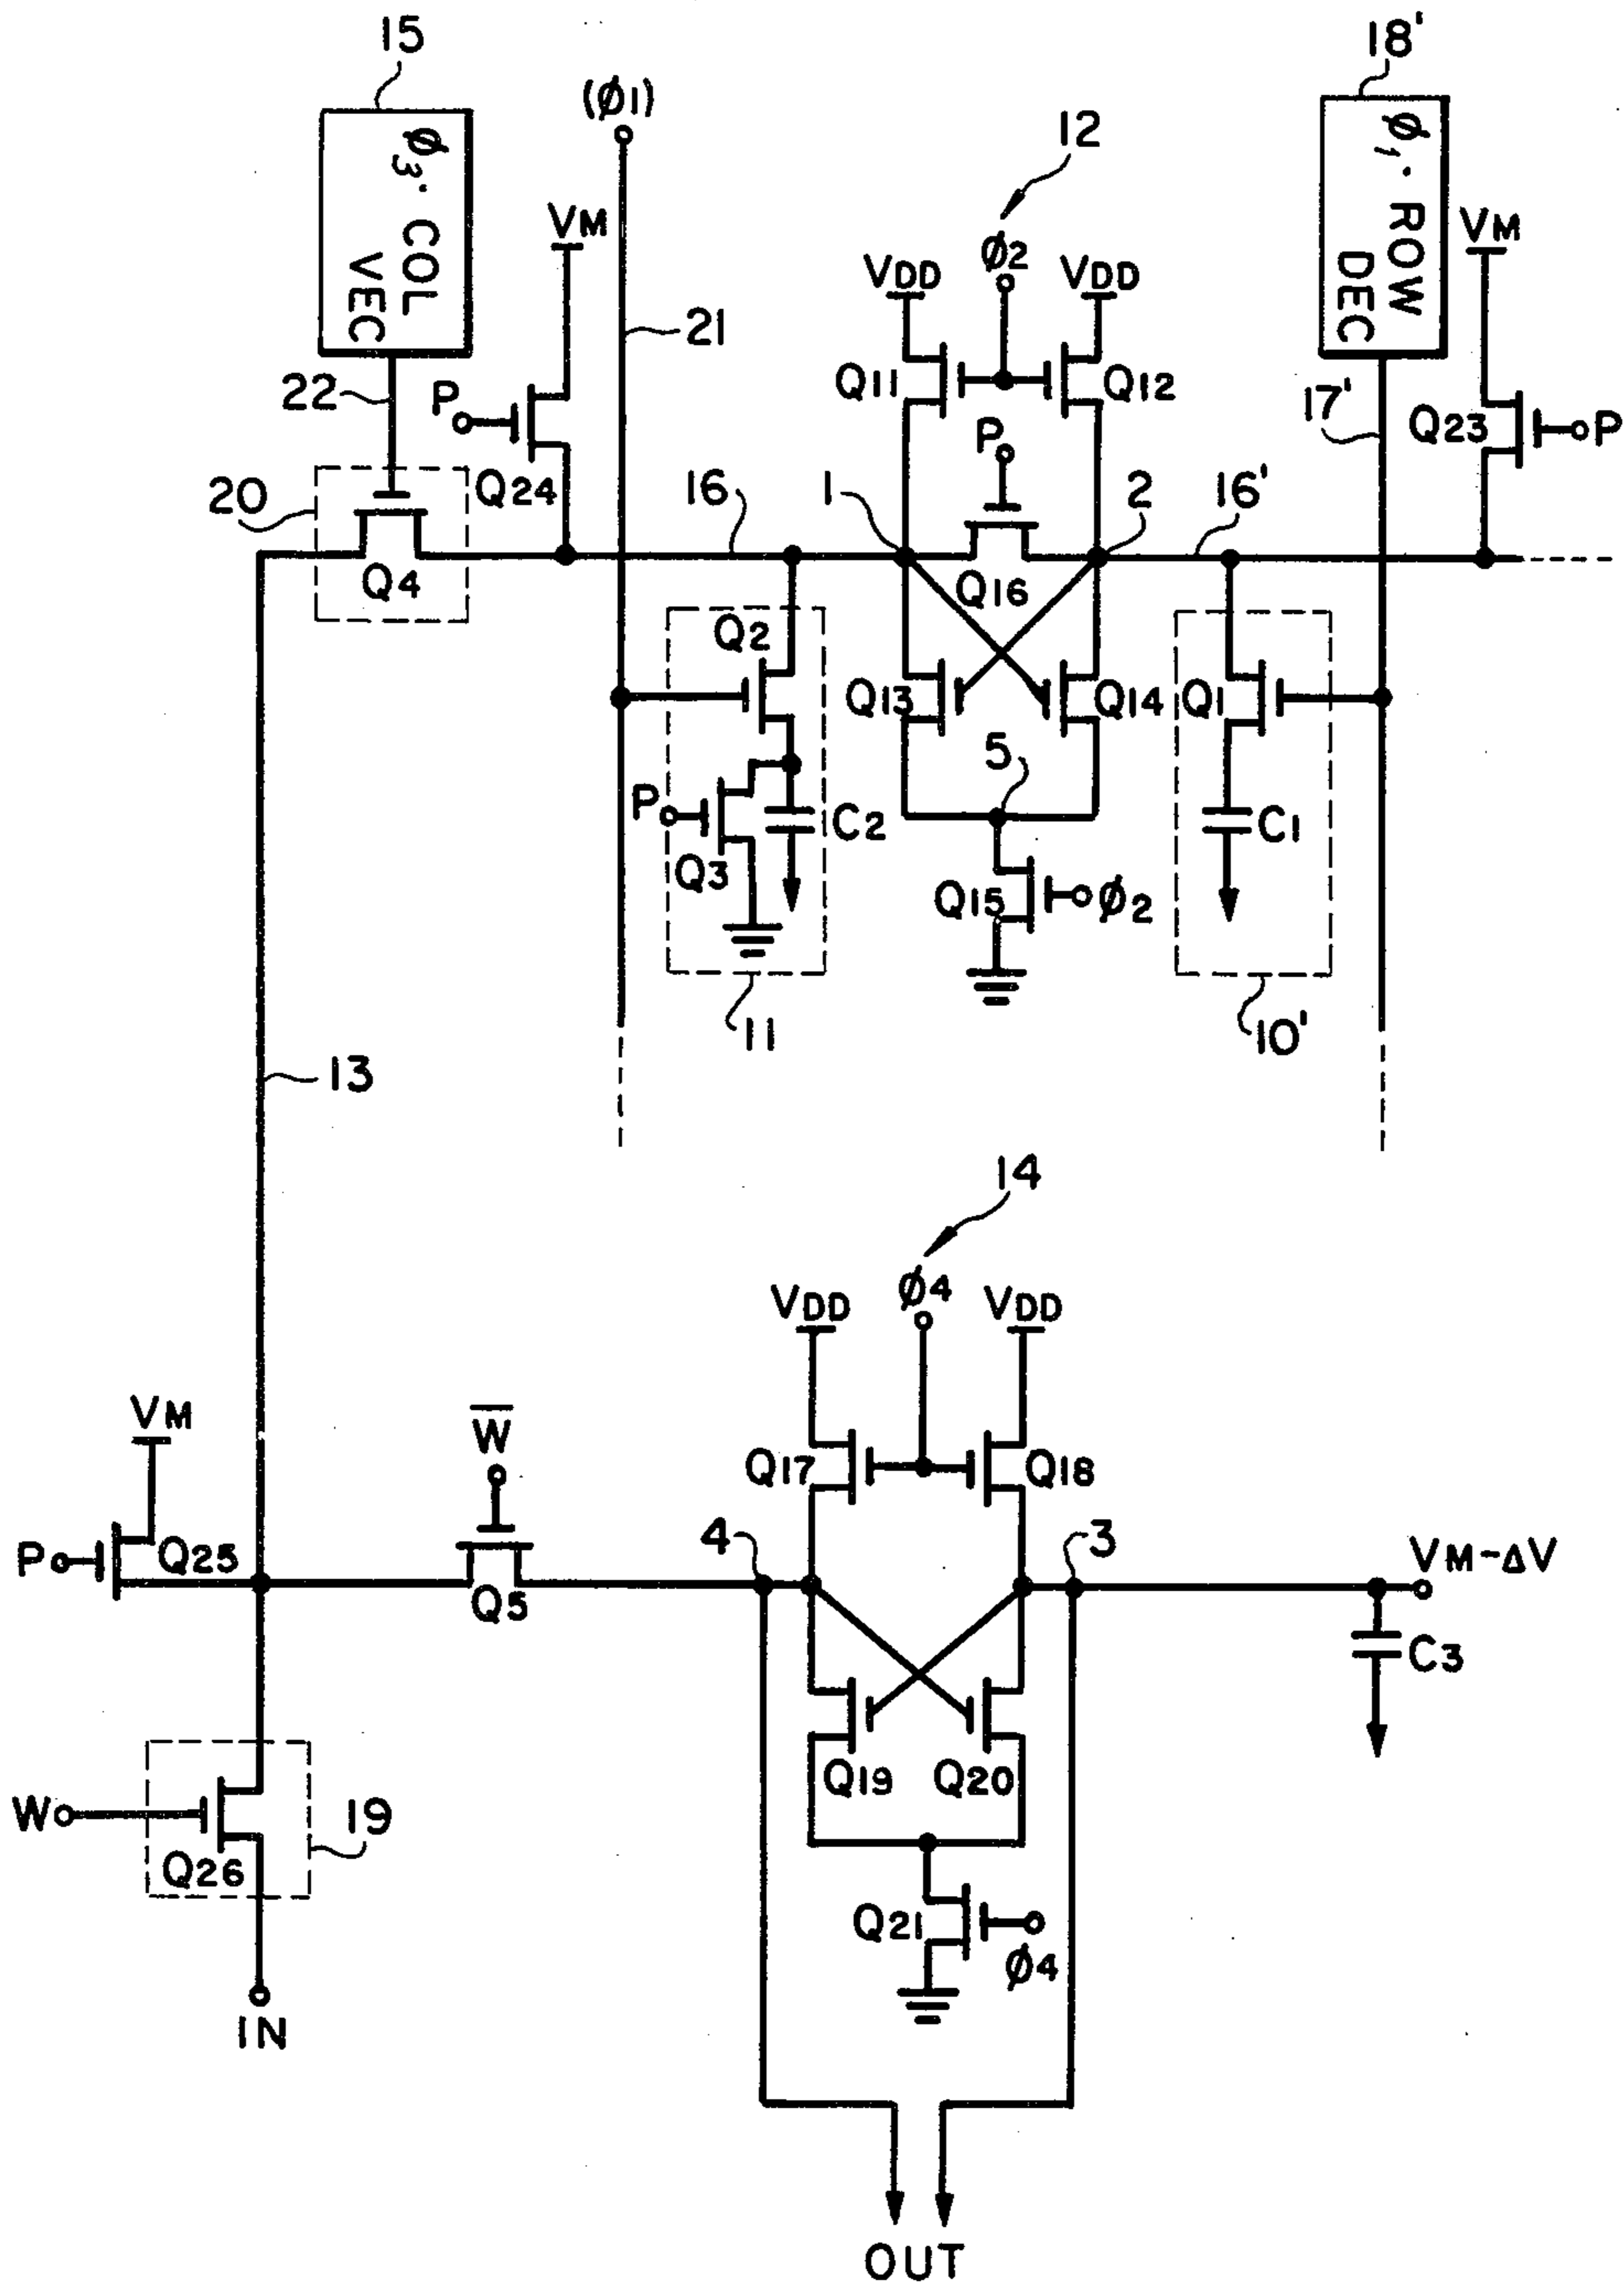 15
18'
(ϕ1)
12
ϕ3· COL
VEC
ϕ1· ROW
DEC
VM
ϕ2
VM
VDD
VDD
21
Q11
Q12
22
P
P
17'
Q23
P
20
Q24
16
1
2
16'
Q4
Q16
Q2
Q13
Q14
Q1
5
P
C2
C1
Q3
Q15
ϕ2
11
10'
13
14
ϕ4
VDD
VDD
VM
W̅
Q17
Q18
4
3
P
Q25
VM-ΔV
Q5
C3
Q19
Q20
W
19
Q26
Q21
ϕ4
IN
OUT